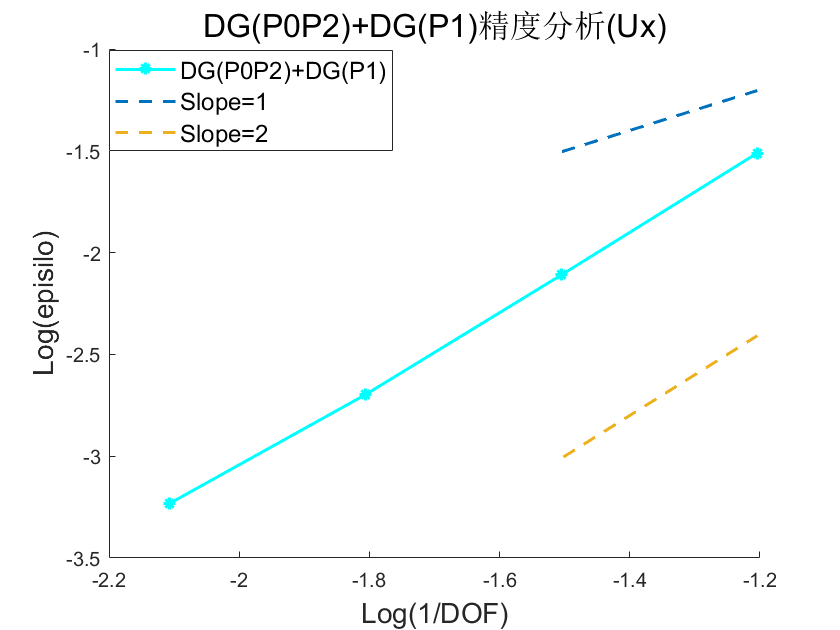 DG(P0P2)+DG(P1)精度分析(Ux)
-1
DG(P0P2)+DG(P1)
Slope=1
Slope=2
-1.5
-2
-2.5
-3
-3.5
Log(episilo)
-2.2 -2 -1.8 -1.6 -1.4 -1.2
Log(1/DOF)